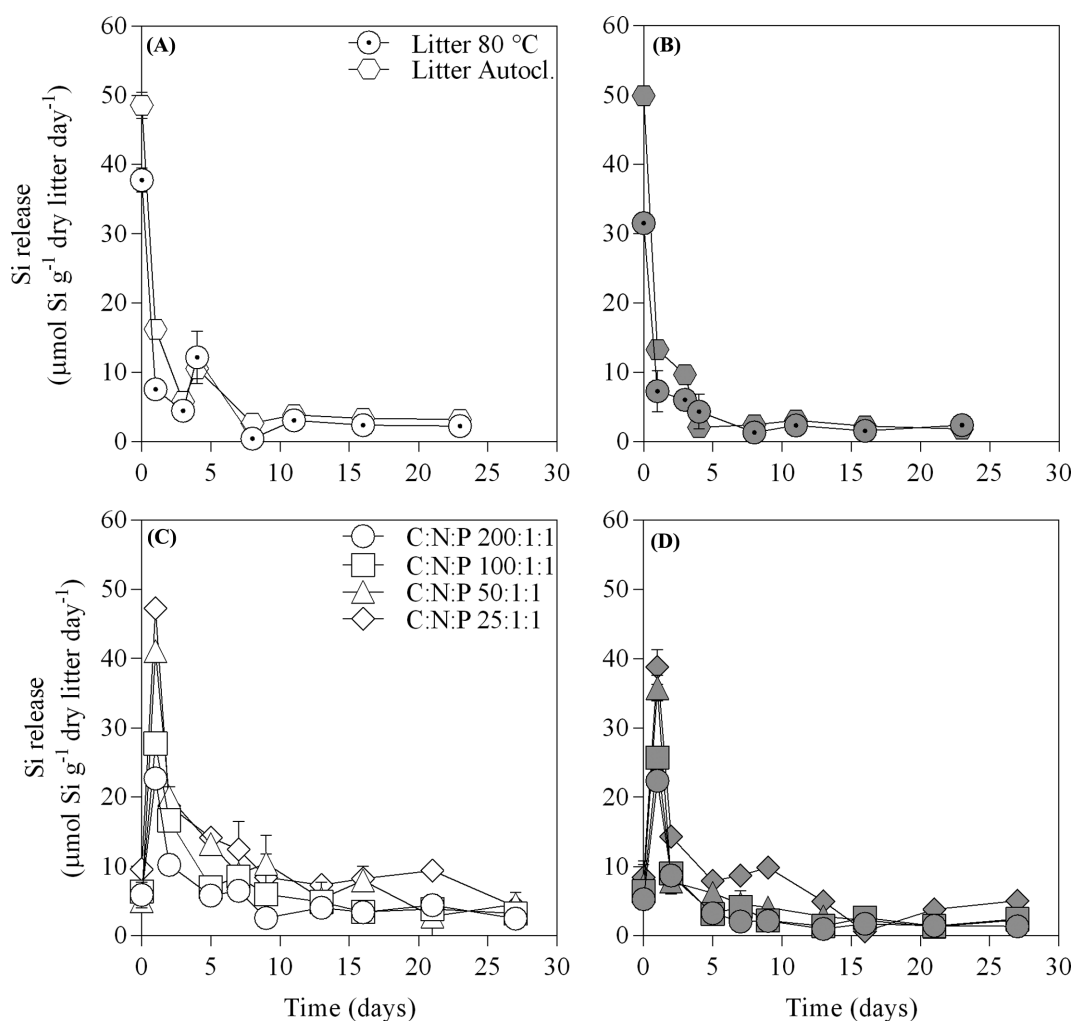 (A)
Litter 80 °C
Litter Autocl.
60
50
40
30
20
10
0
0 5 10 15 20 25 30
Si release
(µmol Si g⁻¹ dry litter day⁻¹)
(B)
60
50
40
30
20
10
0
0 5 10 15 20 25 30
(C)
C:N:P 200:1:1
C:N:P 100:1:1
C:N:P 50:1:1
C:N:P 25:1:1
60
50
40
30
20
10
0
0 5 10 15 20 25 30
Si release
(µmol Si g⁻¹ dry litter day⁻¹)
Time (days)
(D)
60
50
40
30
20
10
0
0 5 10 15 20 25 30
Time (days)